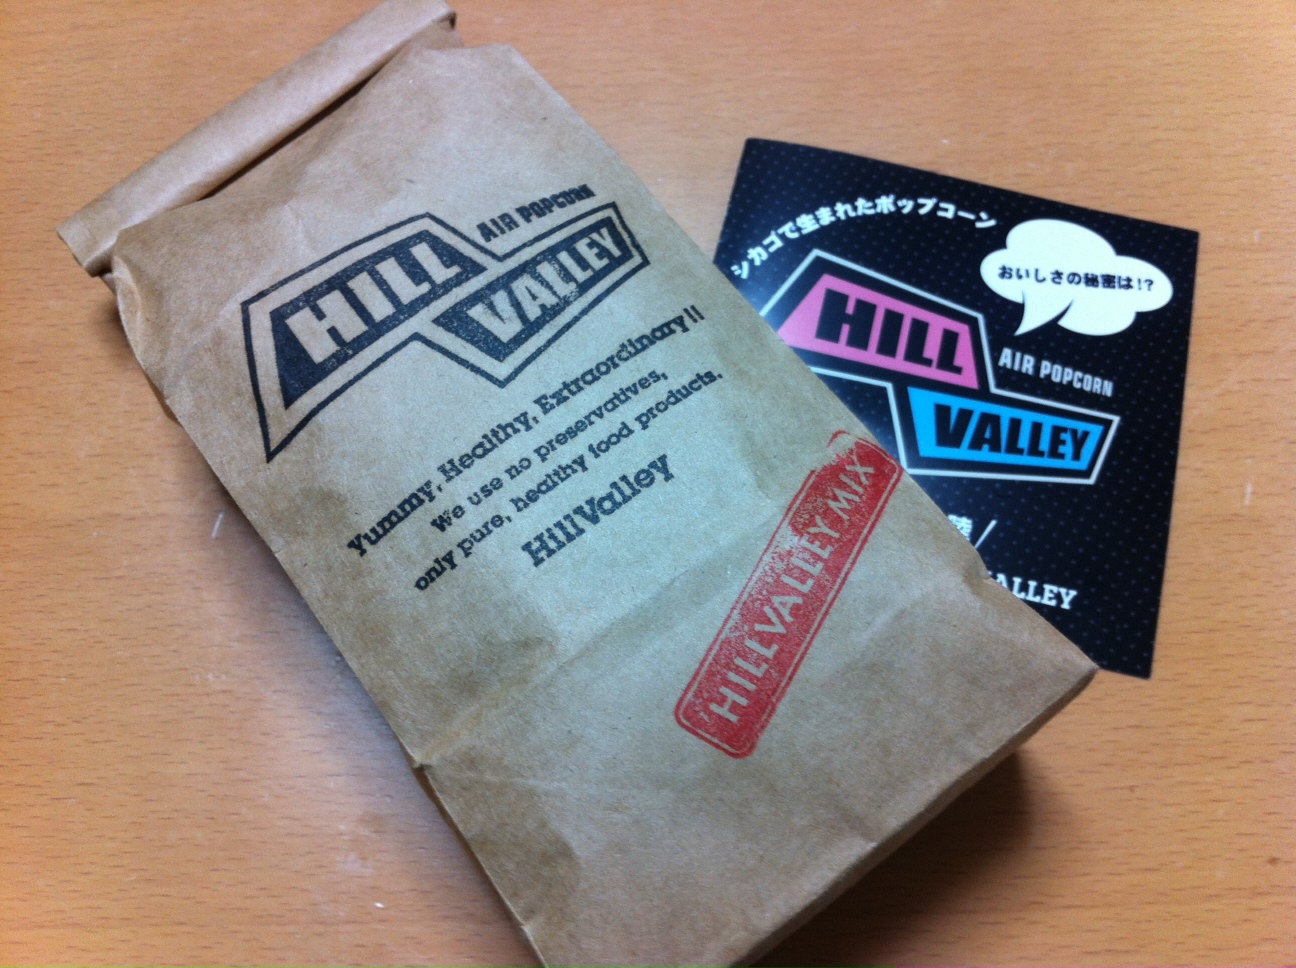 HILL
AIR POPCORN
VALLEY
Yummy, Healthy, Extraordinary!!
We use no preservatives,
only pure, healthy food products.
HillValley
HILLVALLEY MIX
シカゴで生まれたポップコーン
おいしさの秘密は!?
HILL
AIR POPCORN
VALLEY
陸/
ALLEY